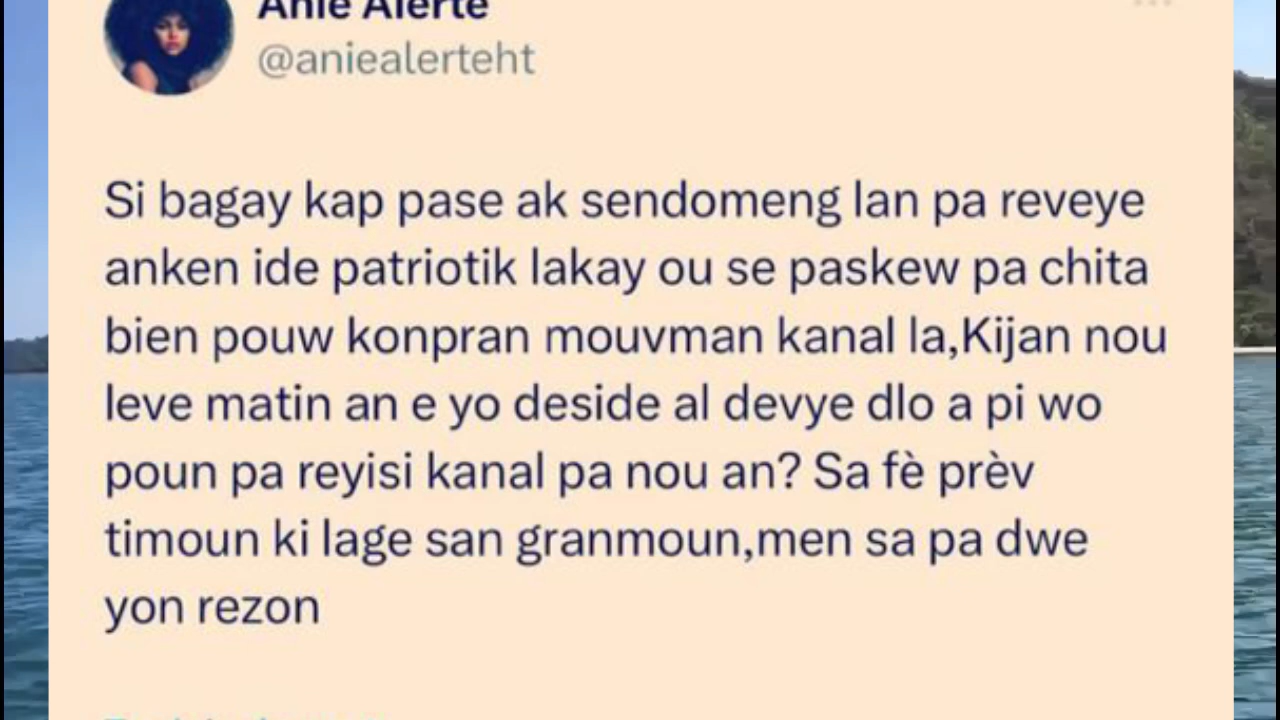 Anie Alerte
@aniealerteht
Si bagay kap pase ak sendomeng lan pa reveye
anken ide patriotik lakay ou se paskew pa chita
bien pouw konpran mouvman kanal la,Kijan nou
leve matin an e yo deside al devye dlo a pi wo
poun pa reyisi kanal pa nou an? Sa fè prèv
timoun ki lage san granmoun,men sa pa dwe
yon rezon